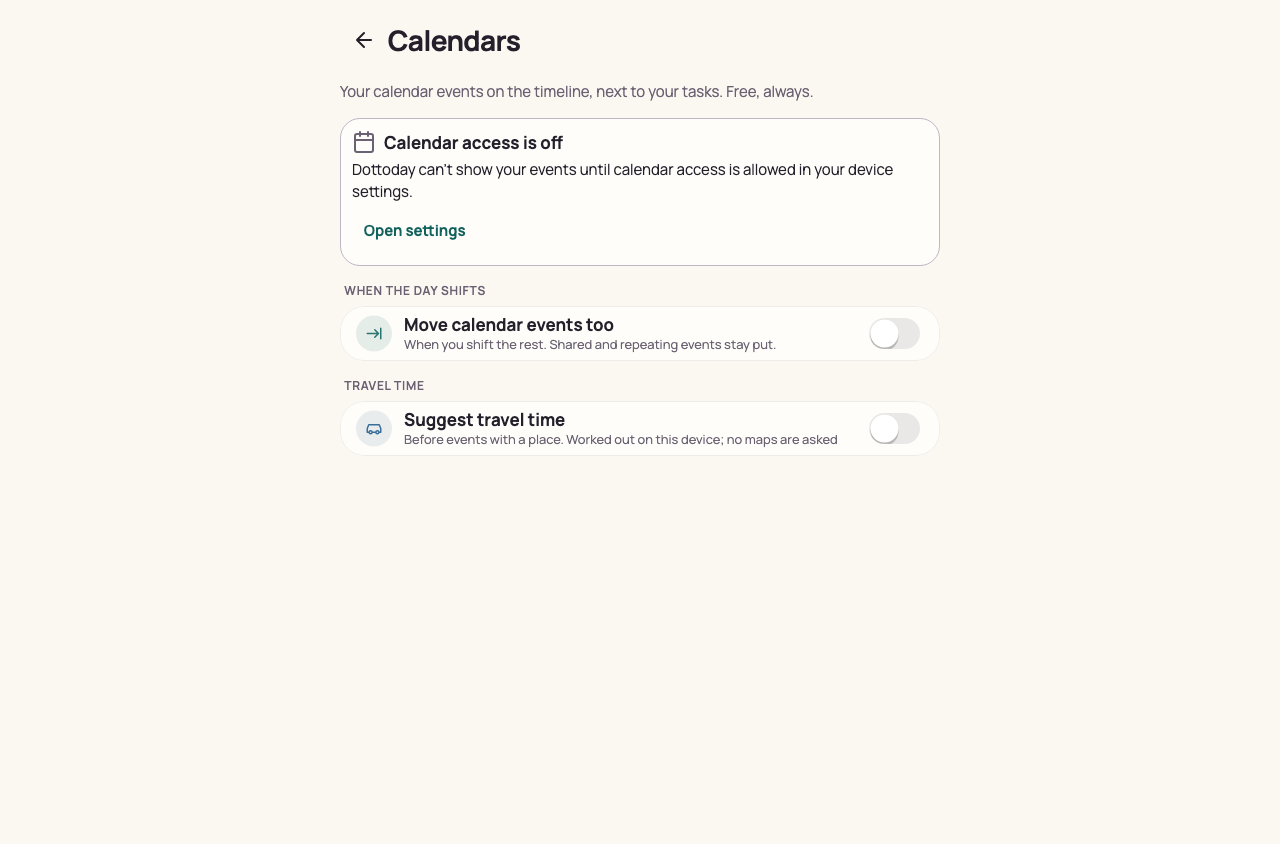 Calendars
Your calendar events on the timeline, next to your tasks. Free, always.
Calendar access is off
Dottoday can't show your events until calendar access is allowed in your device
settings.
Open settings
WHEN THE DAY SHIFTS
Move calendar events too
When you shift the rest. Shared and repeating events stay put.
TRAVEL TIME
Suggest travel time
Before events with a place. Worked out on this device; no maps are asked